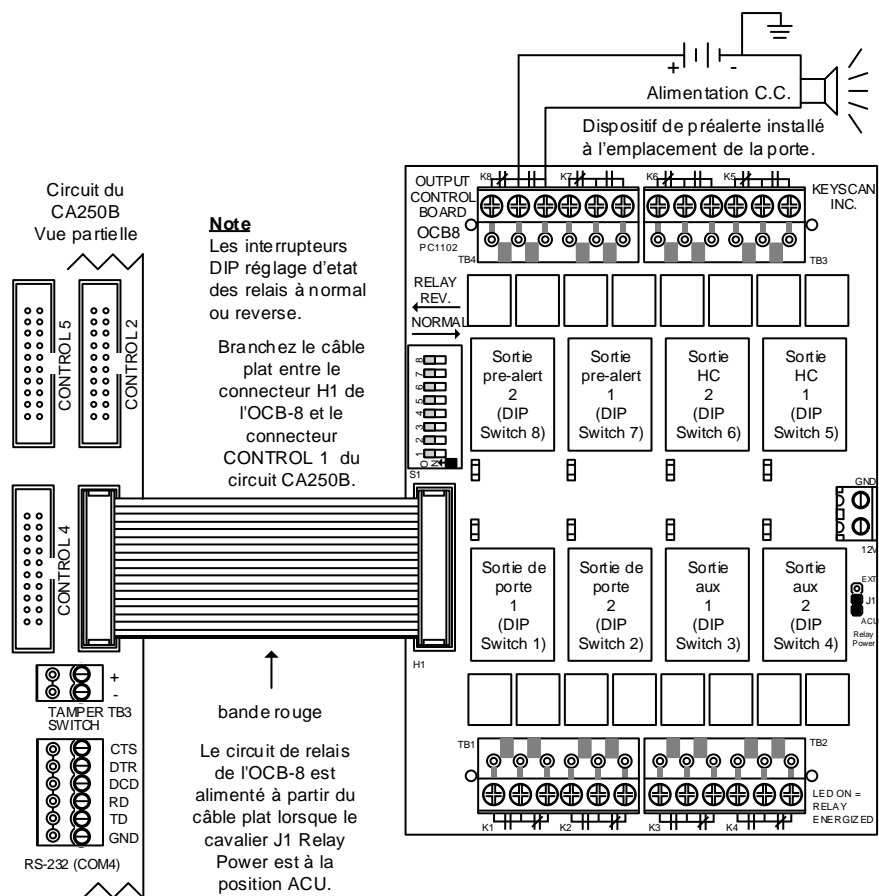 + -
Alimentation C.C.
Dispositif de préalerte installé
à l'emplacement de la porte.
Circuit du
CA250B
Vue partielle
CONTROL 5
CONTROL 2
CONTROL 4
Note
Les interrupteurs
DIP réglage d'etat
des relais à normal
ou reverse.
Branchez le câble
plat entre le
connecteur H1 de
l'OCB-8 et le
connecteur
CONTROL 1 du
circuit CA250B.
OUTPUT
CONTROL
BOARD
OCB8
PC1102
K8
K7
K6
K5
KEYSCAN
INC.
TB4
TB3
RELAY
REV.
NORMAL
8
7
6
5
4
3
2
1
ON
S1
Sortie
pre-alert
2
(DIP
Switch 8)
Sortie
pre-alert
1
(DIP
Switch 7)
Sortie
HC
2
(DIP
Switch 6)
Sortie
HC
1
(DIP
Switch 5)
GND
12V
EXT
J1
ACU
Relay
Power
Sortie de
porte
1
(DIP
Switch 1)
Sortie de
porte
2
(DIP
Switch 2)
Sortie
aux
1
(DIP
Switch 3)
Sortie
aux
2
(DIP
Switch 4)
H1
+
-
TAMPER TB3
SWITCH
CTS
DTR
DCD
RD
TD
GND
RS-232 (COM4)
bande rouge
Le circuit de relais
de l'OCB-8 est
alimenté à partir du
câble plat lorsque le
cavalier J1 Relay
Power est à la
position ACU.
TB1
TB2
K1
K2
K3
K4
LED ON =
RELAY
ENERGIZED